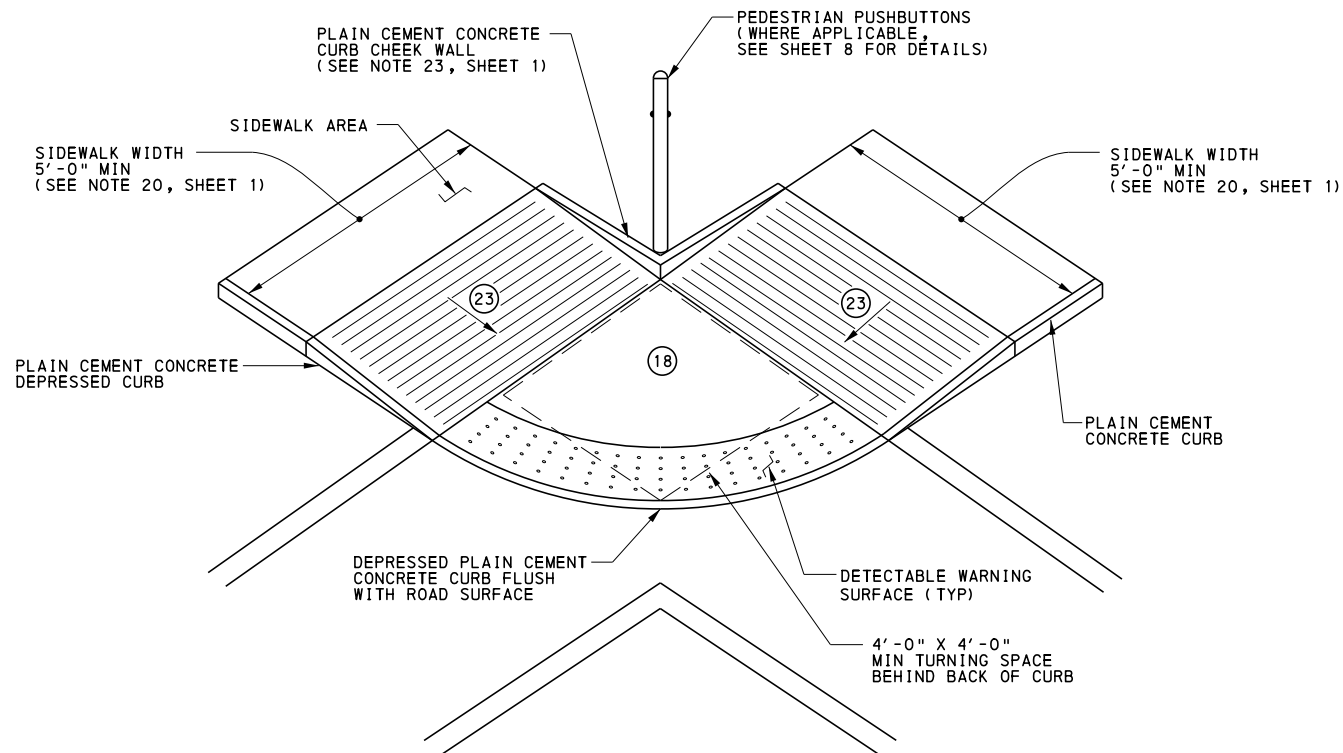 PEDESTRIAN PUSHBUTTONS
(WHERE APPLICABLE,
SEE SHEET 8 FOR DETAILS)
PLAIN CEMENT CONCRETE
CURB CHEEK WALL
(SEE NOTE 23, SHEET 1)
SIDEWALK AREA
SIDEWALK WIDTH
5'-0" MIN
(SEE NOTE 20, SHEET 1)
SIDEWALK WIDTH
5'-0" MIN
(SEE NOTE 20, SHEET 1)
23
23
18
PLAIN CEMENT CONCRETE
DEPRESSED CURB
PLAIN CEMENT
CONCRETE CURB
DEPRESSED PLAIN CEMENT
CONCRETE CURB FLUSH
WITH ROAD SURFACE
DETECTABLE WARNING
SURFACE (TYP)
4'-0" X 4'-0"
MIN TURNING SPACE
BEHIND BACK OF CURB